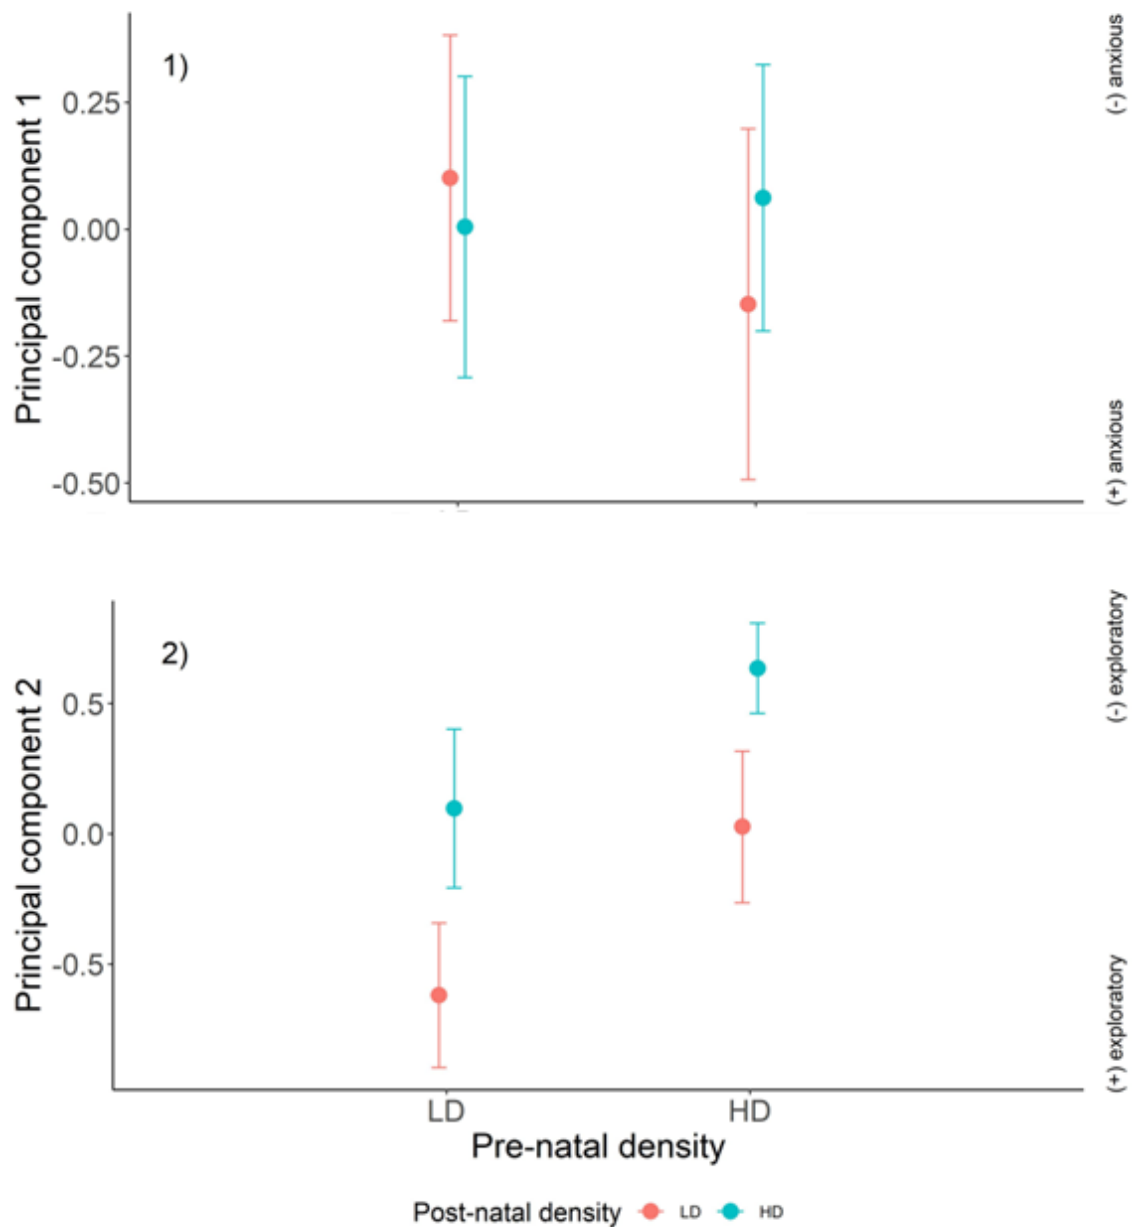 1)
(-) anxious
Principal component 1
0.25
0.00
-0.25
-0.50
(+) anxious
2)
(-) exploratory
Principal component 2
0.5
0.0
-0.5
(+) exploratory
LD HD
Pre-natal density
Post-natal density LD HD